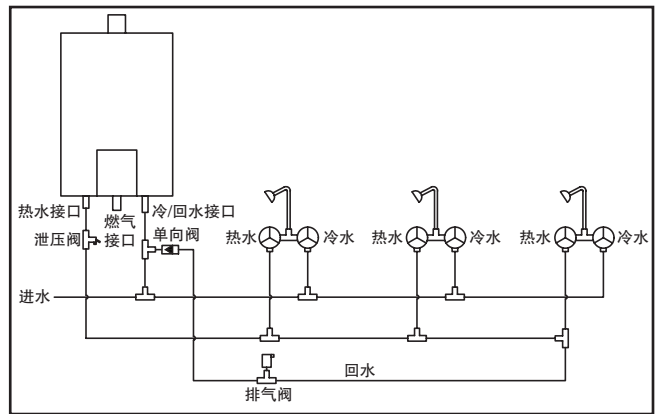 热水接口
燃气
接口
冷/回水接口
泄压阀
单向阀
热水
冷水
热水
冷水
热水
冷水
进水
回水
排气阀